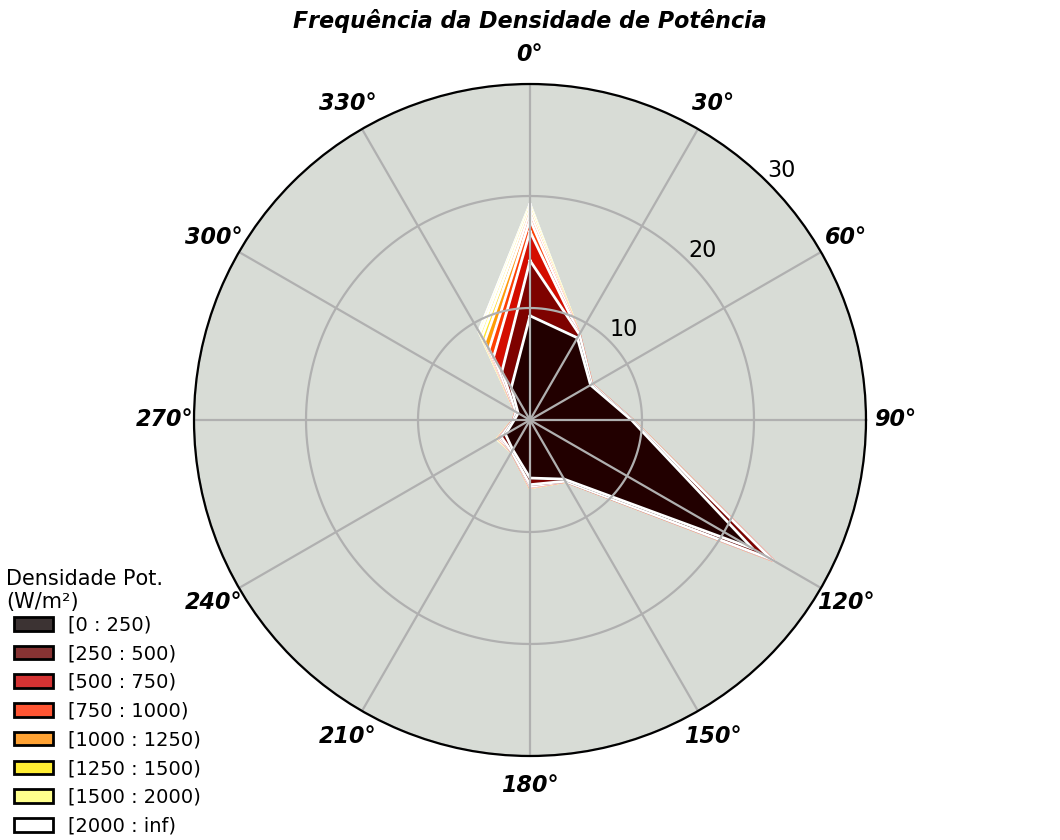 Frequência da Densidade de Potência
0°
330°
30°
30
300°
60°
20
10
270°
90°
240°
120°
210°
150°
180°
Densidade Pot.
(W/m²)
[0 : 250)
[250 : 500)
[500 : 750)
[750 : 1000)
[1000 : 1250)
[1250 : 1500)
[1500 : 2000)
[2000 : inf)